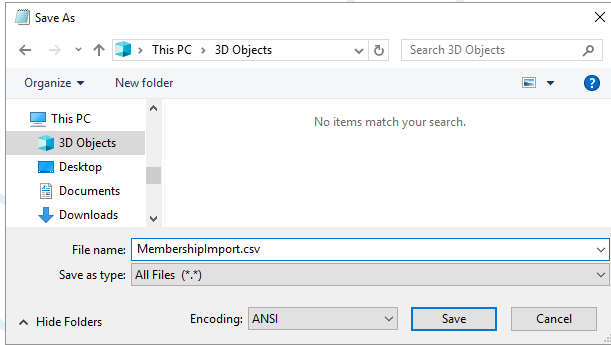 Save As
This PC > 3D Objects
Search 3D Objects
Organize
New folder
?
This PC
3D Objects
Desktop
Documents
Downloads
No items match your search.
File name: MembershipImport.csv
Save as type: All Files (*.*)
Hide Folders
Encoding: ANSI
Save
Cancel